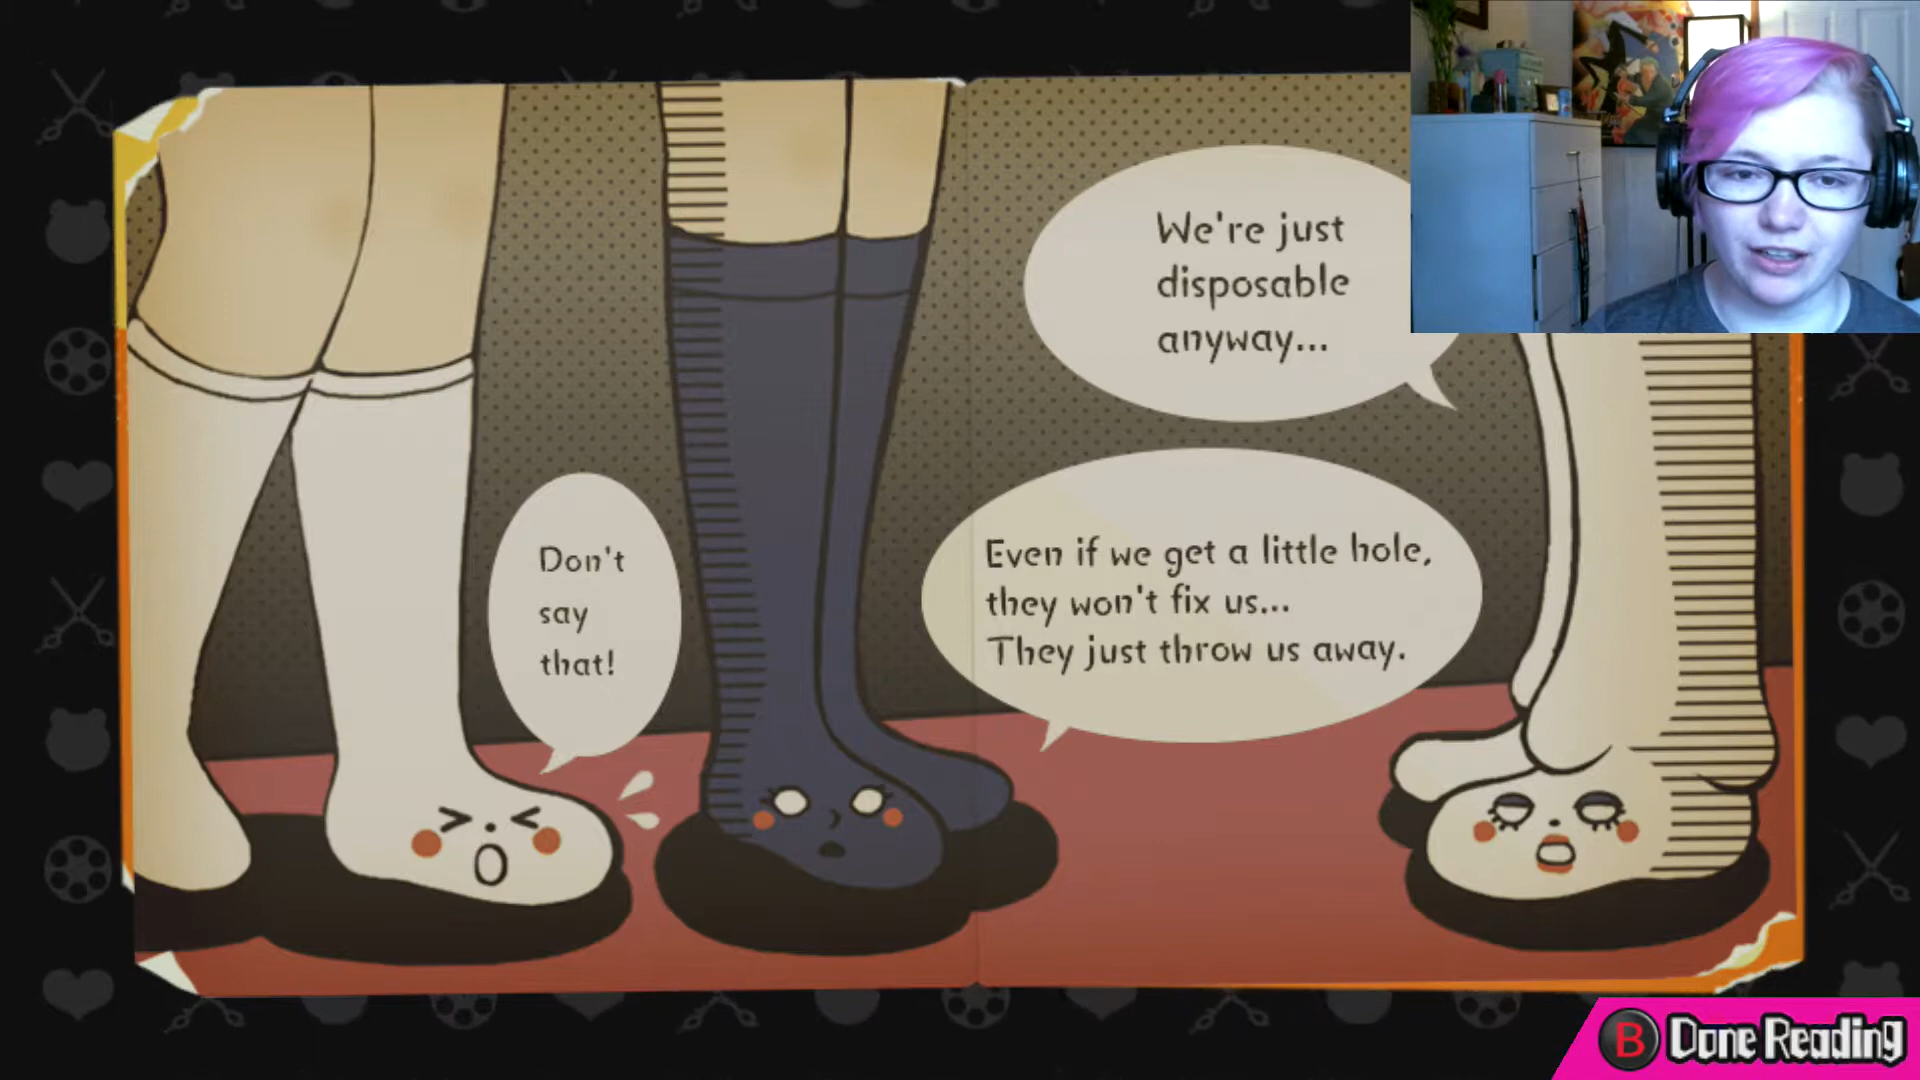 We're just
disposable
anyway...
Don't
say
that!
Even if we get a little hole,
they won't fix us...
They just throw us away.
B Done Reading